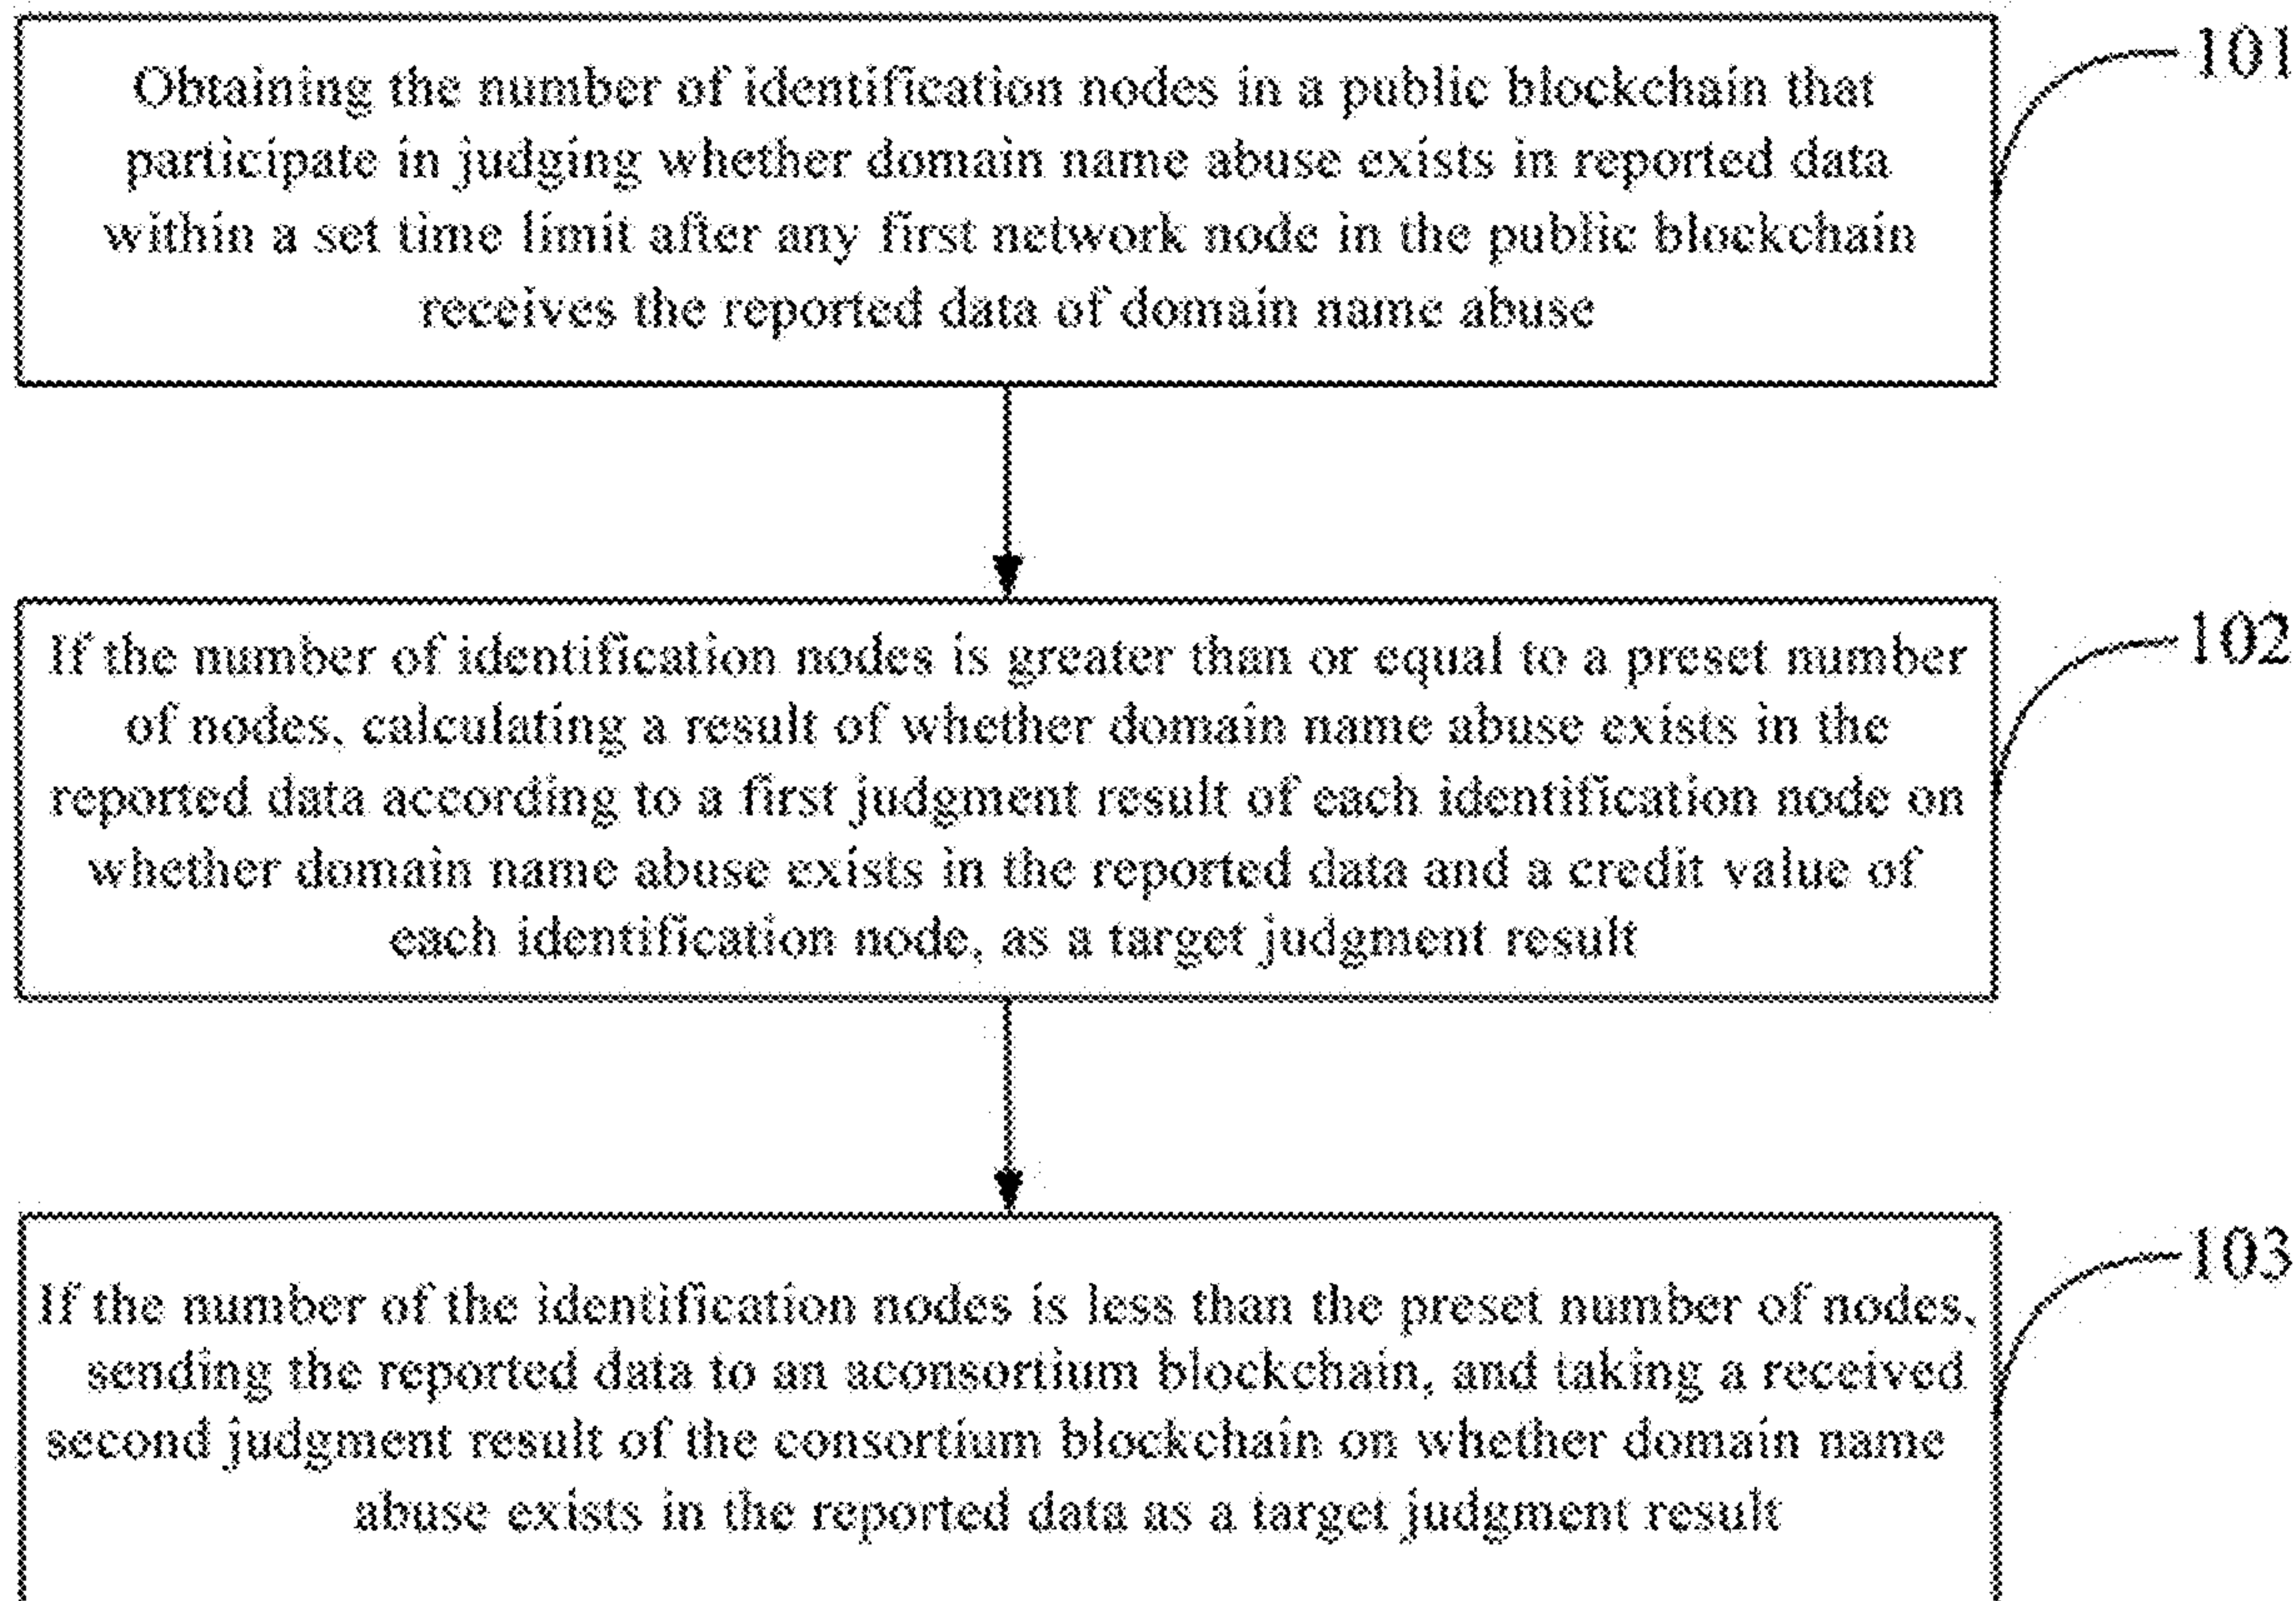 Obtaining the number of identification nodes in a public blockchain that
participate in judging whether domain name abuse exists in reported data
within a set time limit after any first network node in the public blockchain
receives the reported data of domain name abuse
101
If the number of identification nodes is greater than or equal to a preset number
of nodes, calculating a result of whether domain name abuse exists in the
reported data according to a first judgment result of each identification node on
whether domain name abuse exists in the reported data and a credit value of
each identification node, as a target judgment result
102
If the number of the identification nodes is less than the preset number of nodes,
sending the reported data to an aconsortium blockchain, and taking a received
second judgment result of the consortium blockchain on whether domain name
abuse exists in the reported data as a target judgment result
103